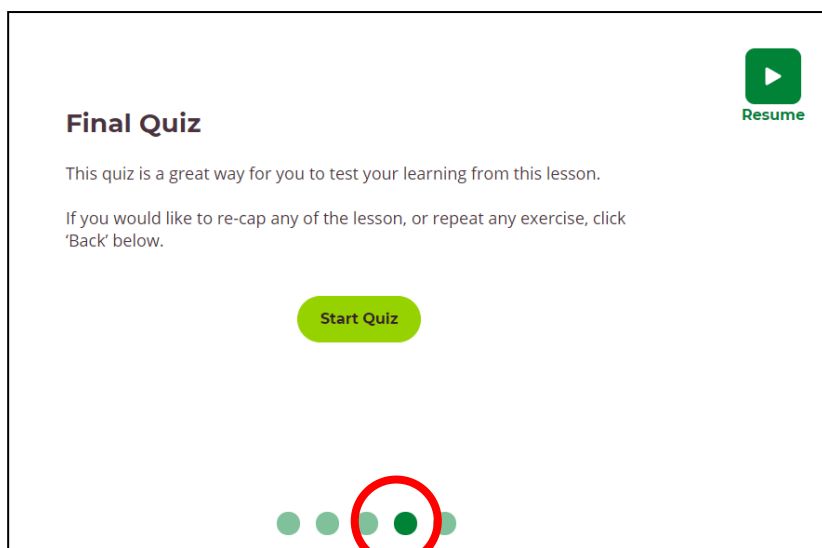 Resume
Final Quiz
This quiz is a great way for you to test your learning from this lesson.
If you would like to re-cap any of the lesson, or repeat any exercise, click
‘Back’ below.
Start Quiz